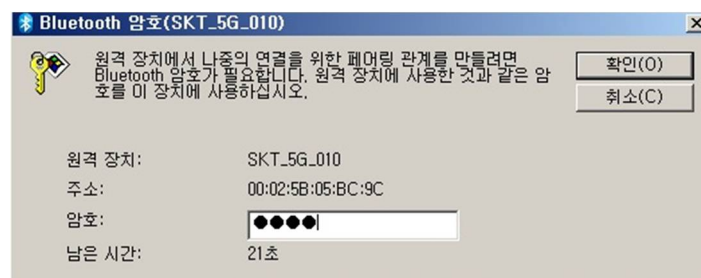 Bluetooth 암호(SKT_5G_010)
원격 장치에서 나중의 연결을 위한 페어링 관계를 만들려면
Bluetooth 암호가 필요합니다. 원격 장치에 사용한 것과 같은 암
호를 이 장치에 사용하십시오.
확인(O)
취소(C)
원격 장치: SKT_5G_010
주소: 00:02:5B:05:BC:9C
암호: ●●●●
남은 시간: 21초